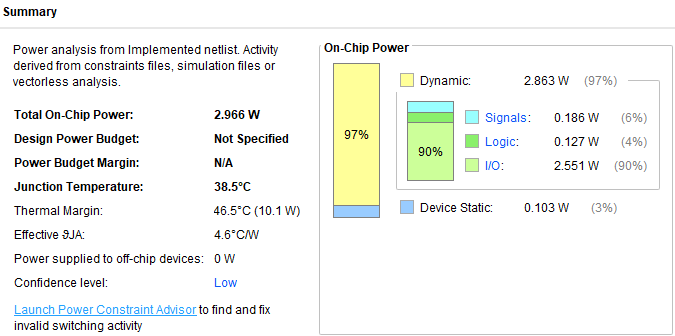 Summary
Power analysis from Implemented netlist. Activity
derived from constraints files, simulation files or
vectorless analysis.
Total On-Chip Power: 2.966 W
Design Power Budget: Not Specified
Power Budget Margin: N/A
Junction Temperature: 38.5°C
Thermal Margin: 46.5°C (10.1 W)
Effective ϑJA: 4.6°C/W
Power supplied to off-chip devices: 0 W
Confidence level: Low
Launch Power Constraint Advisor to find and fix
invalid switching activity
On-Chip Power
97%
Dynamic: 2.863 W (97%)
90%
Signals: 0.186 W (6%)
Logic: 0.127 W (4%)
I/O: 2.551 W (90%)
Device Static: 0.103 W (3%)